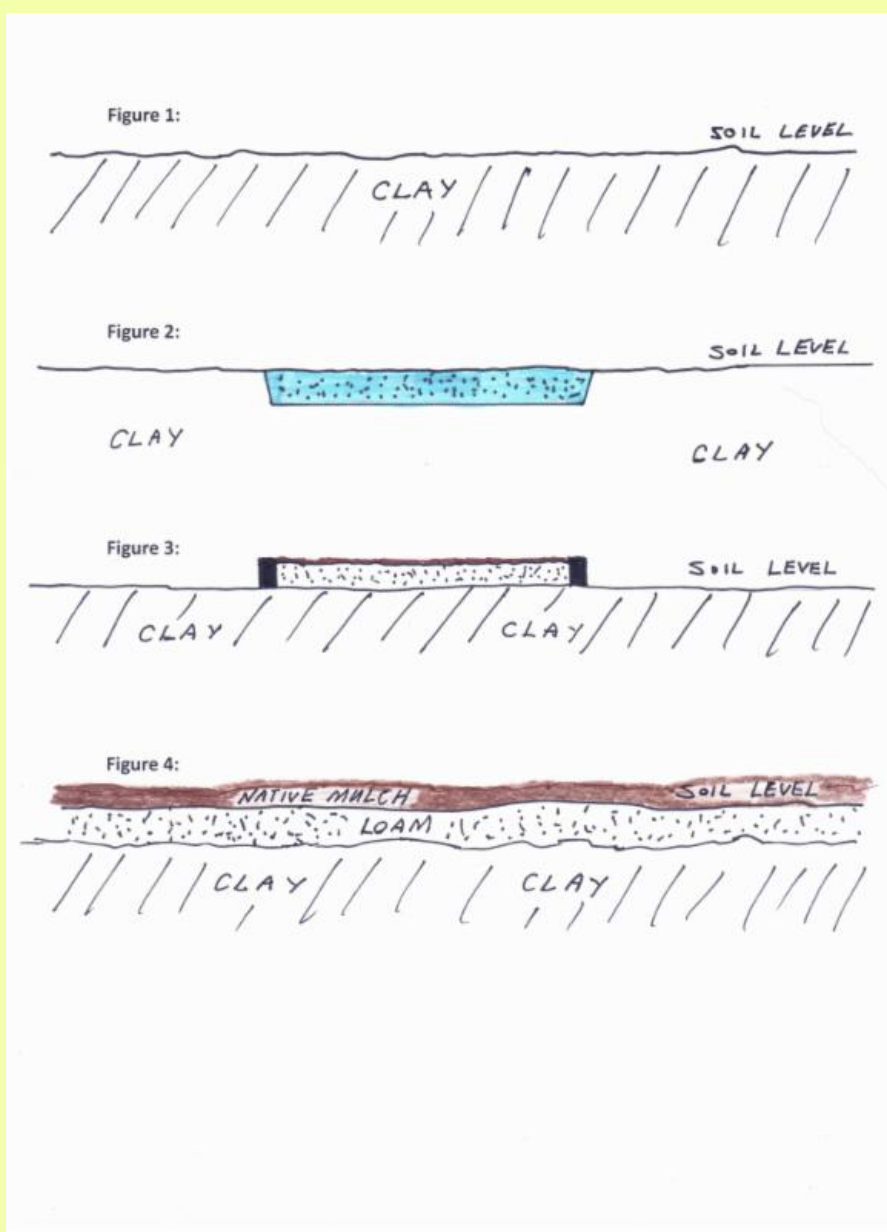 Figure 1:
SOIL LEVEL
CLAY
Figure 2:
SOIL LEVEL
CLAY
CLAY
Figure 3:
SOIL LEVEL
CLAY CLAY
Figure 4:
NATIVE MULCH SOIL LEVEL
LOAM
CLAY CLAY